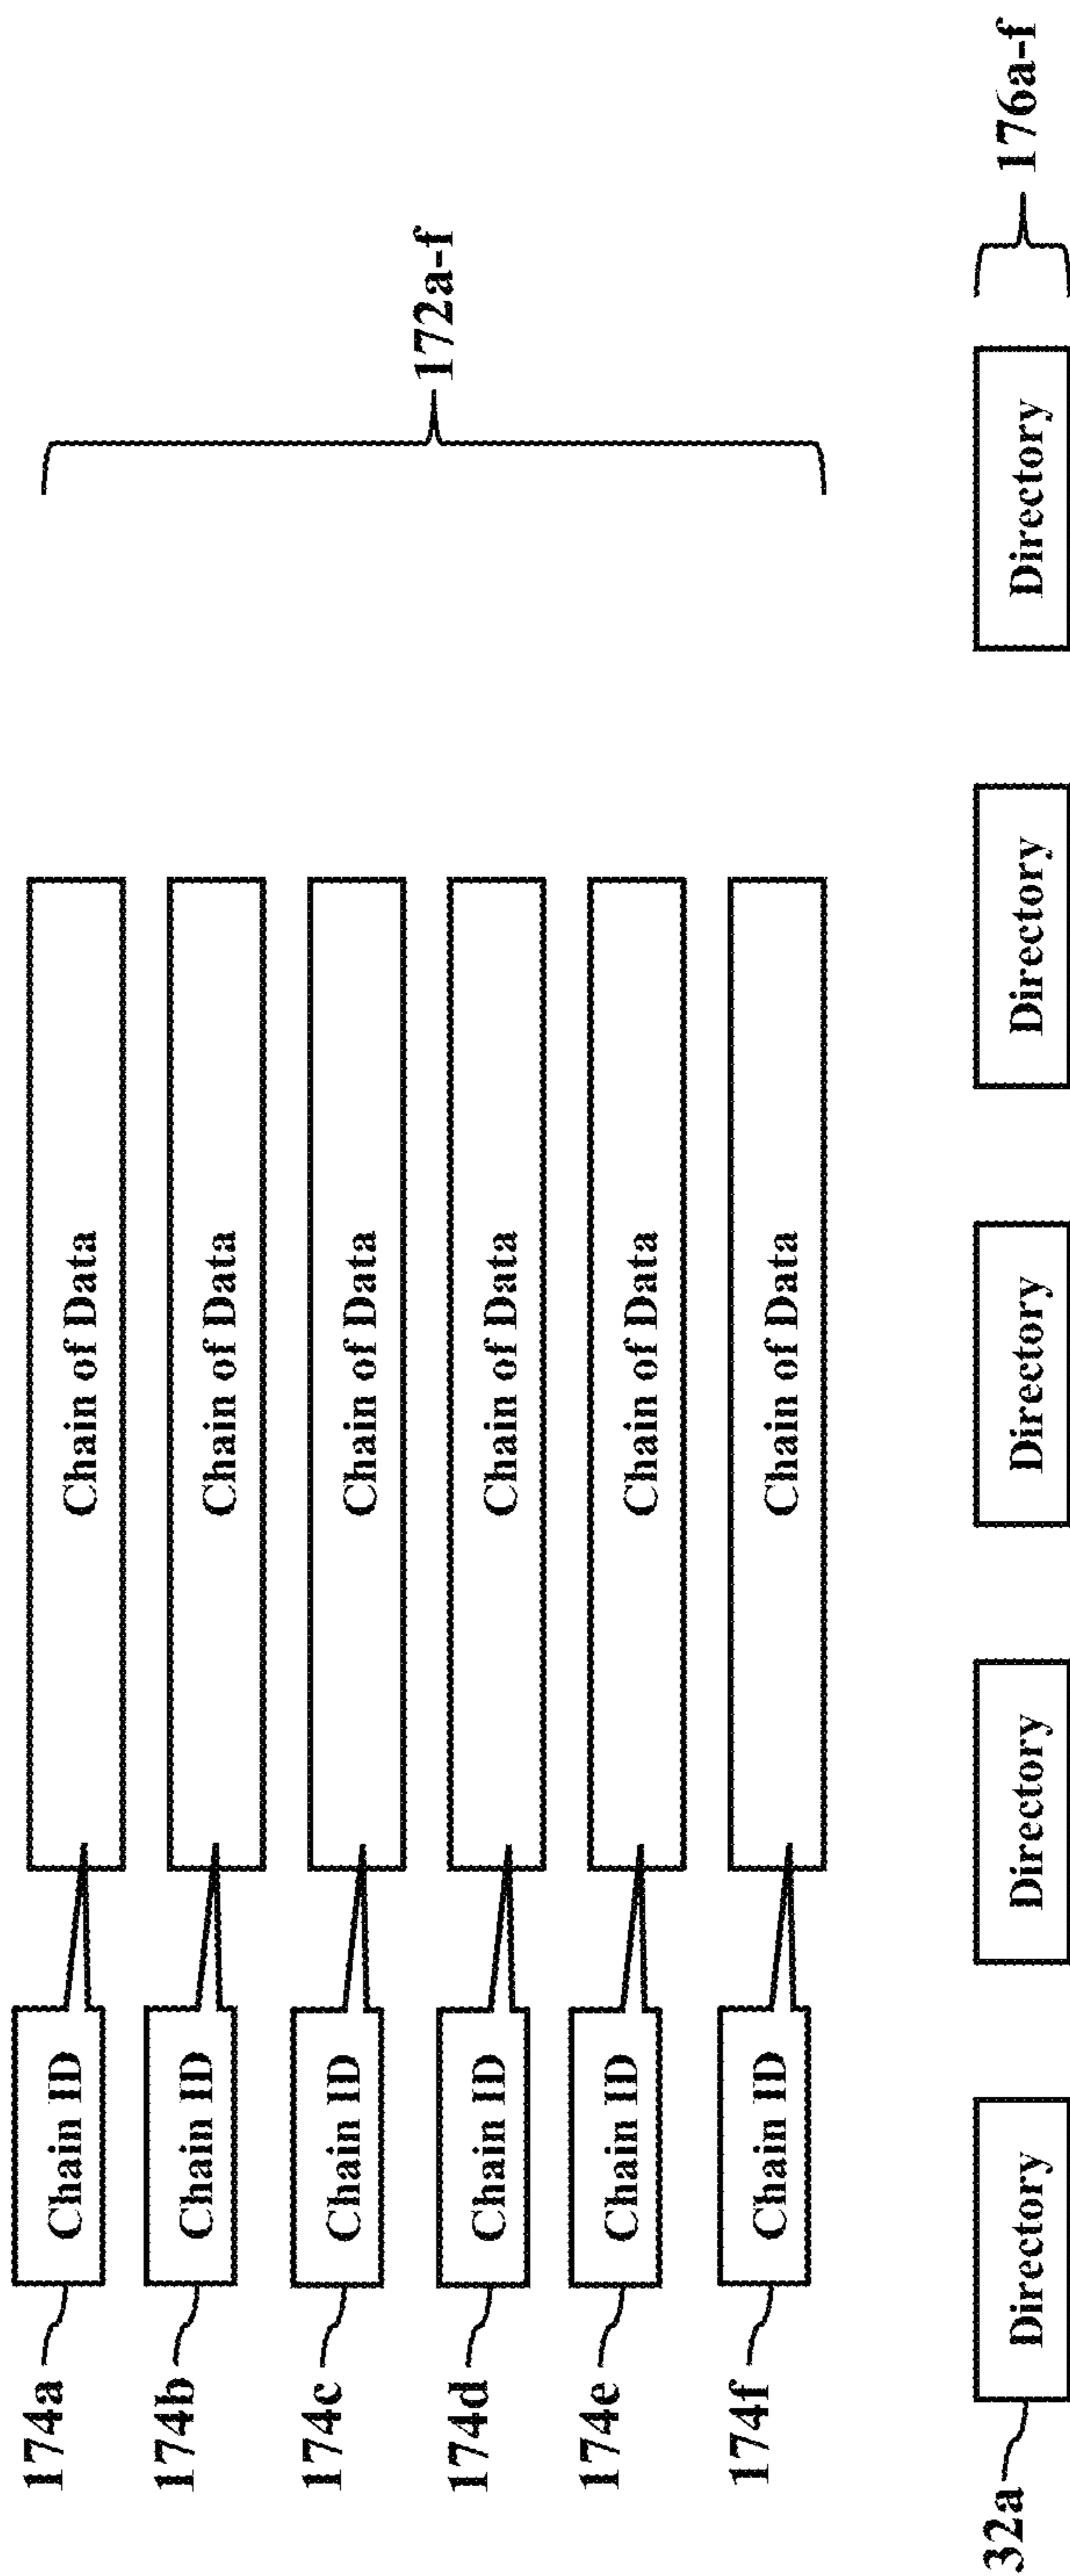 174a Chain ID Chain of Data
174b Chain ID Chain of Data
174c Chain ID Chain of Data
172a-f
174d Chain ID Chain of Data
174e Chain ID Chain of Data
174f Chain ID Chain of Data
32a Directory Directory Directory Directory Directory 176a-f